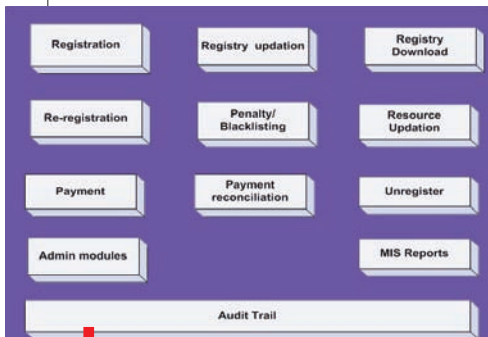 Registration
Registry updation
Registry
Download
Re-registration
Penalty/
Blacklisting
Resource
Updation
Payment
Payment
reconciliation
Unregister
Admin modules
MIS Reports
Audit Trail